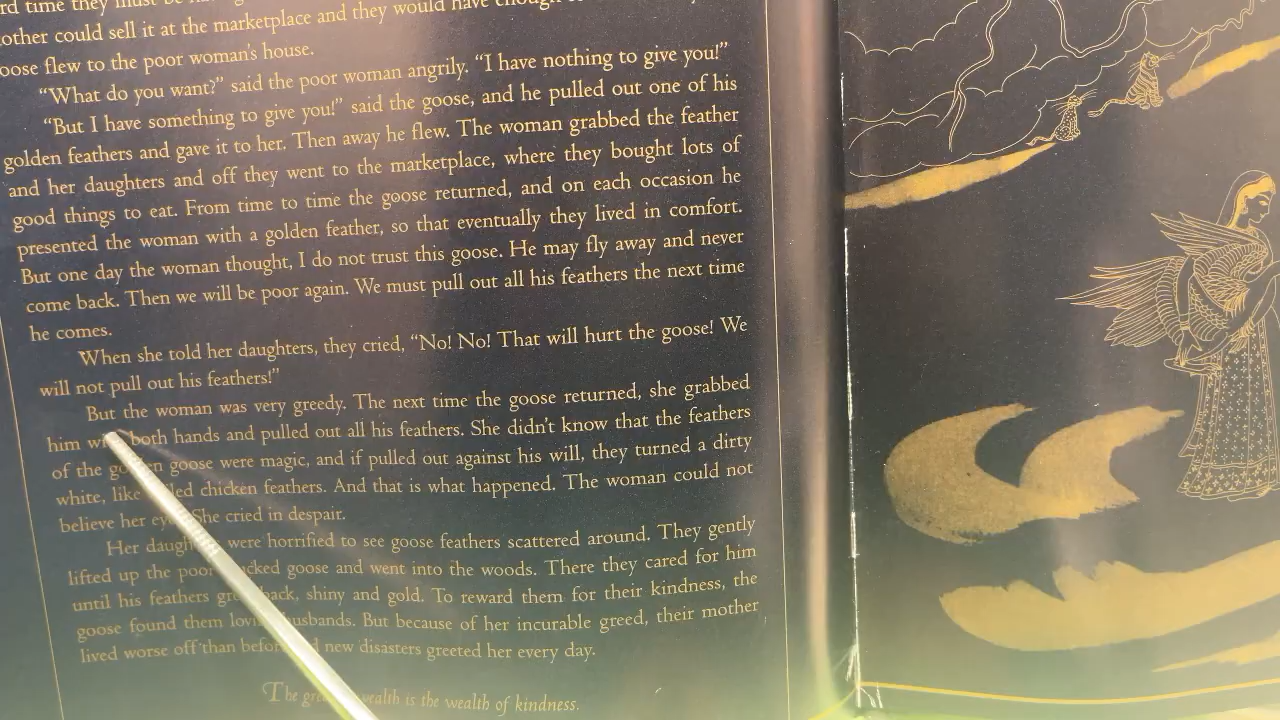 time they must be
other could sell it at the marketplace and they would have enough
oose flew to the poor woman's house.
“What do you want?” said the poor woman angrily. “I have nothing to give you!”
“But I have something to give you!” said the goose, and he pulled out one of his
golden feathers and gave it to her. Then away he flew. The woman grabbed the feather
and her daughters and off they went to the marketplace, where they bought lots of
good things to eat. From time to time the goose returned, and on each occasion he
presented the woman with a golden feather, so that eventually they lived in comfort.
But one day the woman thought, I do not trust this goose. He may fly away and never
come back. Then we will be poor again. We must pull out all his feathers the next time
he comes.
When she told her daughters, they cried, “No! No! That will hurt the goose! We
will not pull out his feathers!”
But the woman was very greedy. The next time the goose returned, she grabbed
him with both hands and pulled out all his feathers. She didn't know that the feathers
of the golden goose were magic, and if pulled out against his will, they turned a dirty
white, like chicken feathers. And that is what happened. The woman could not
believe her eyes. She cried in despair.
Her daughters were horrified to see goose feathers scattered around. They gently
lifted up the poor goose and went into the woods. There they cared for him
until his feathers grew back, shiny and gold. To reward them for their kindness, the
goose found them loving husbands. But because of her incurable greed, their mother
lived worse off than before new disasters greeted her every day.
The wealth is the wealth of kindness.